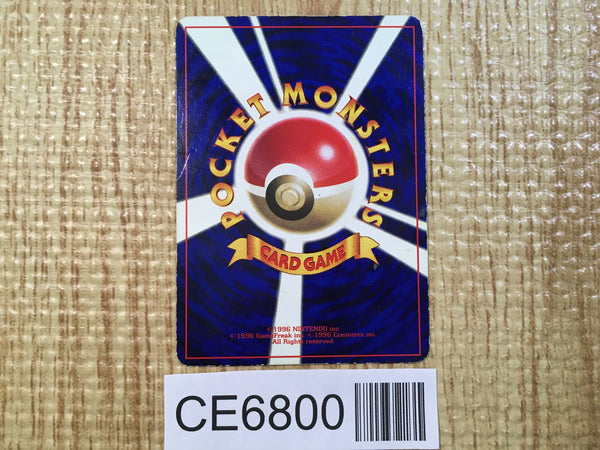 POCKET MONSTERS
CARD GAME
©1996 NINTENDO inc.
©1996 GameFreak inc. ©1996 Creatures inc.
All Rights reserved
CE6800